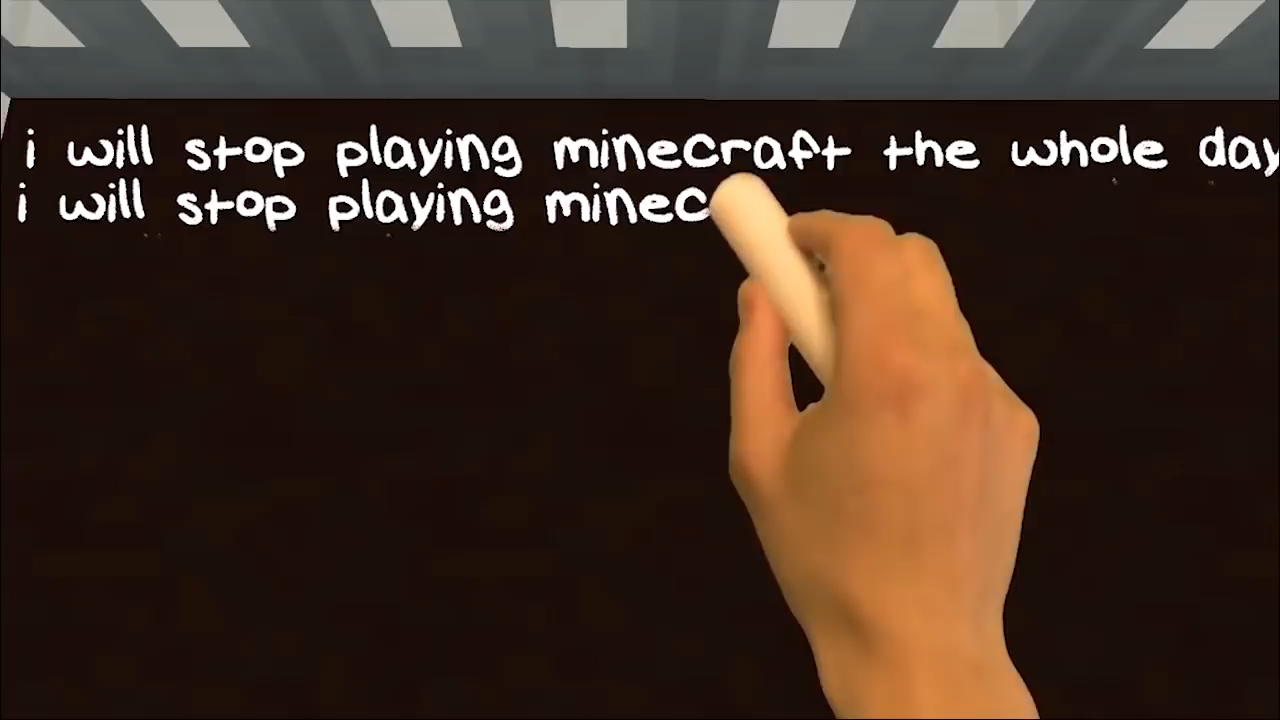 i will stop playing minecraft the whole day
i will stop playing minec